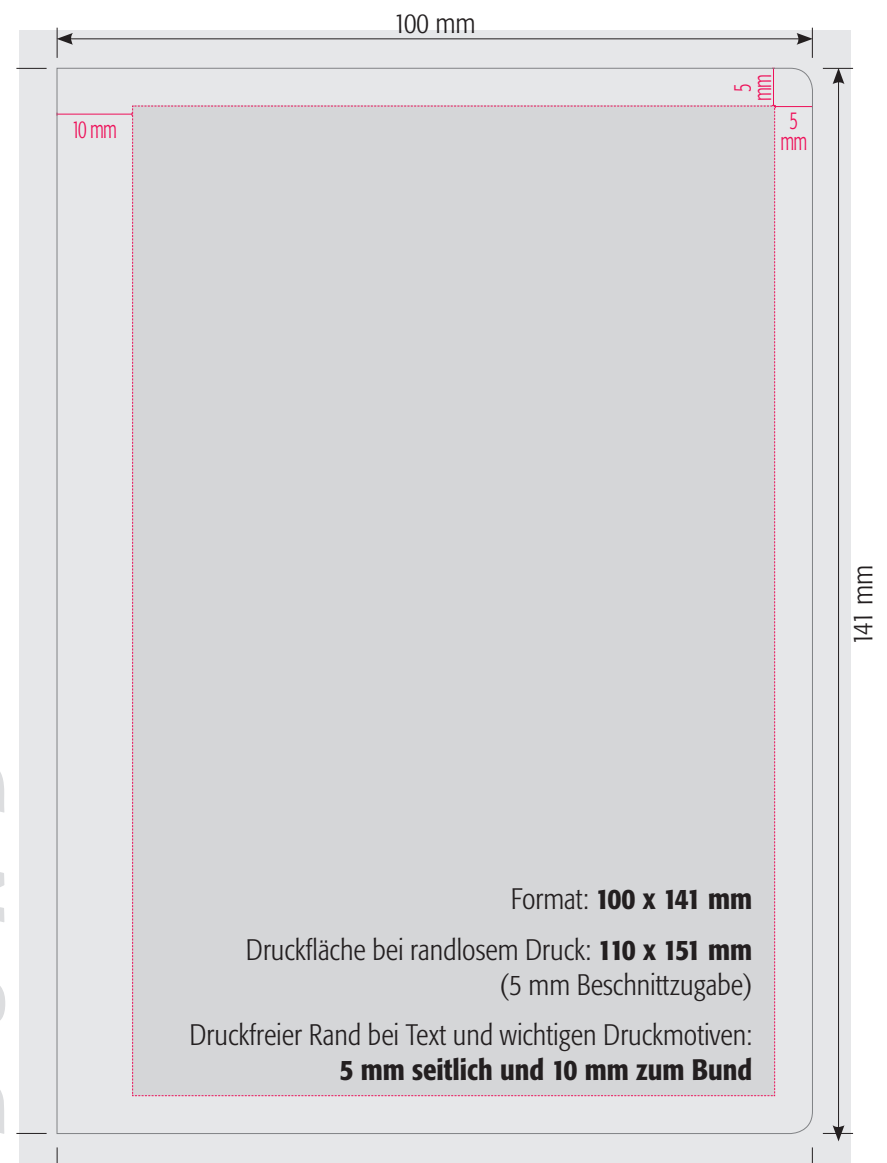 100 mm
5
mm
10 mm
5
mm
141 mm
Format: 100 x 141 mm
Druckfläche bei randlosem Druck: 110 x 151 mm
(5 mm Beschnittzugabe)
Druckfreier Rand bei Text und wichtigen Druckmotiven:
5 mm seitlich und 10 mm zum Bund